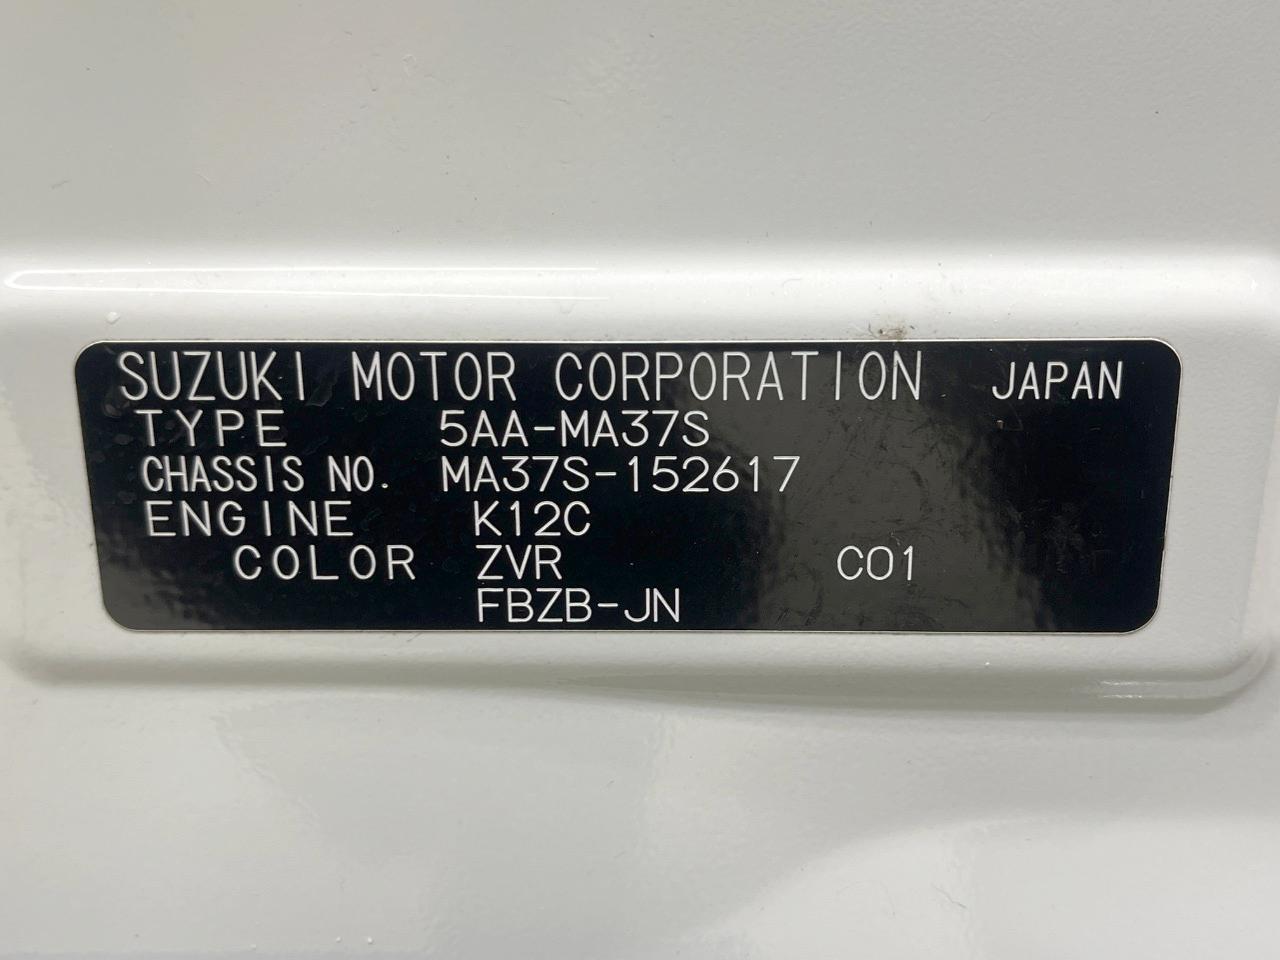 SUZUKI MOTOR CORPORATION JAPAN
TYPE 5AA-MA37S
CHASSIS NO. MA37S-152617
ENGINE K12C
COLOR ZVR C01
FBZB-JN